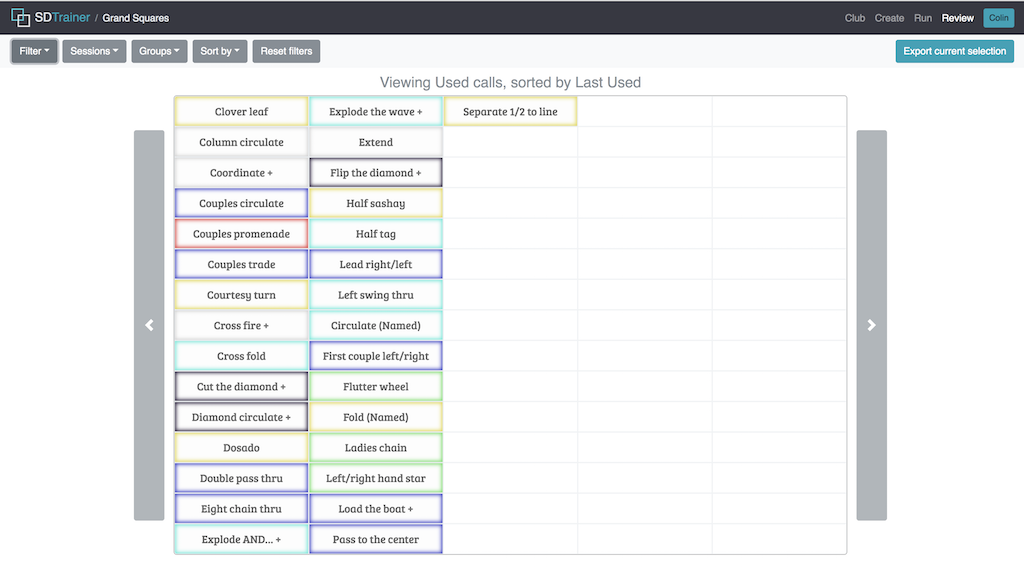 SDTrainer / Grand Squares
Club Create Run Review Colin
Filter Sessions Groups Sort by Reset filters
Export current selection
Viewing Used calls, sorted by Last Used
Clover leaf
Column circulate
Coordinate +
Couples circulate
Couples promenade
Couples trade
Courtesy turn
Cross fire +
Cross fold
Cut the diamond +
Diamond circulate +
Dosado
Double pass thru
Eight chain thru
Explode AND... +
Explode the wave +
Extend
Flip the diamond +
Half sashay
Half tag
Lead right/left
Left swing thru
Circulate (Named)
First couple left/right
Flutter wheel
Fold (Named)
Ladies chain
Left/right hand star
Load the boat +
Pass to the center
Separate 1/2 to line